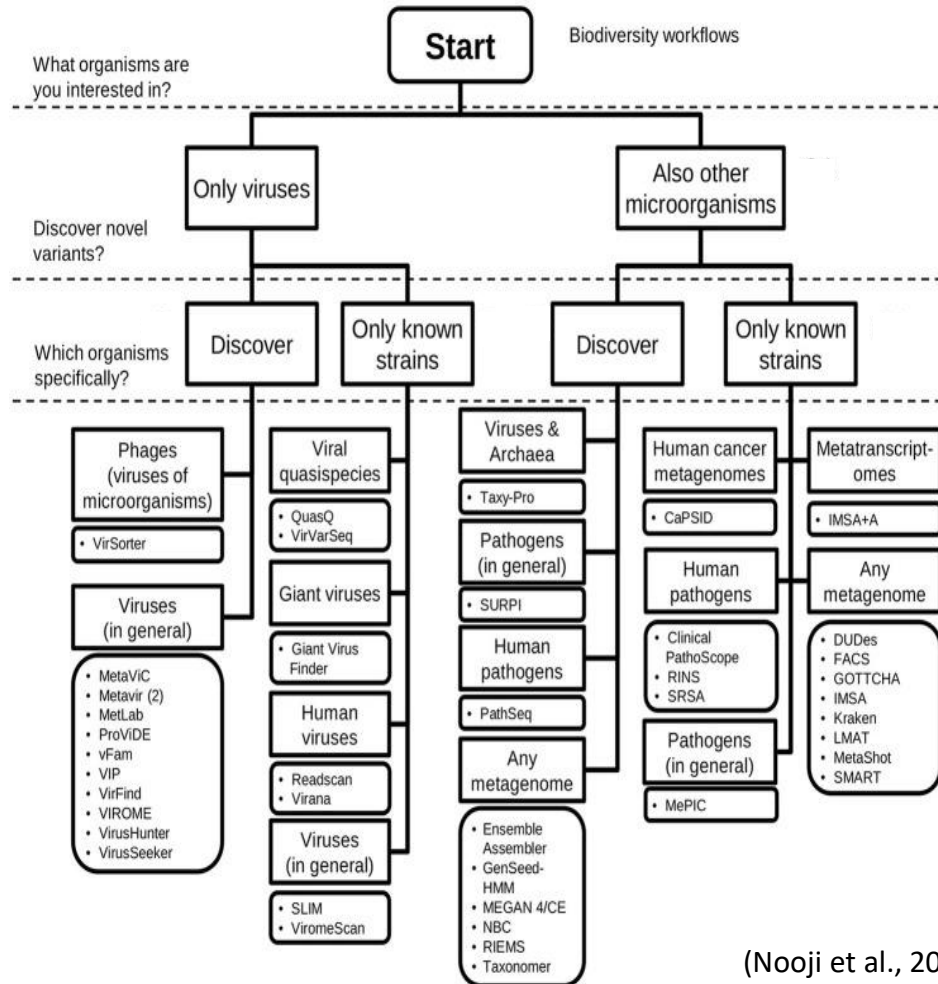 Start
Biodiversity workflows
What organisms are
you interested in?
Only viruses
Also other
microorganisms
Discover novel
variants?
Discover
Only known
strains
Discover
Only known
strains
Which organisms
specifically?
Phages
(viruses of
microorganisms)
• VirSorter
Viruses
(in general)
• MetaViC
• Metavir (2)
• MetLab
• ProViDE
• vFam
• VIP
• VirFind
• VIROME
• VirusHunter
• VirusSeeker
Viral
quasispecies
• QuasQ
• VirVarSeq
Giant viruses
• Giant Virus
Finder
Human
viruses
• Readscan
• Virana
Viruses
(in general)
• SLIM
• ViromeScan
Viruses &
Archaea
• Taxy-Pro
Pathogens
(in general)
• SURPI
Human
pathogens
• PathSeq
Any
metagenome
• Ensemble
Assembler
• GenSeed-
HMM
• MEGAN 4/CE
• NBC
• RIEMS
• Taxonomer
Human cancer
metagenomes
• CaPSID
Human
pathogens
• Clinical
PathoScope
• RINS
• SRSA
Pathogens
(in general)
• MePIC
Metatranscript-
omes
• IMSA+A
Any
metagenome
• DUDes
• FACS
• GOTTCHA
• IMSA
• Kraken
• LMAT
• MetaShot
• SMART
(Nooji et al., 20